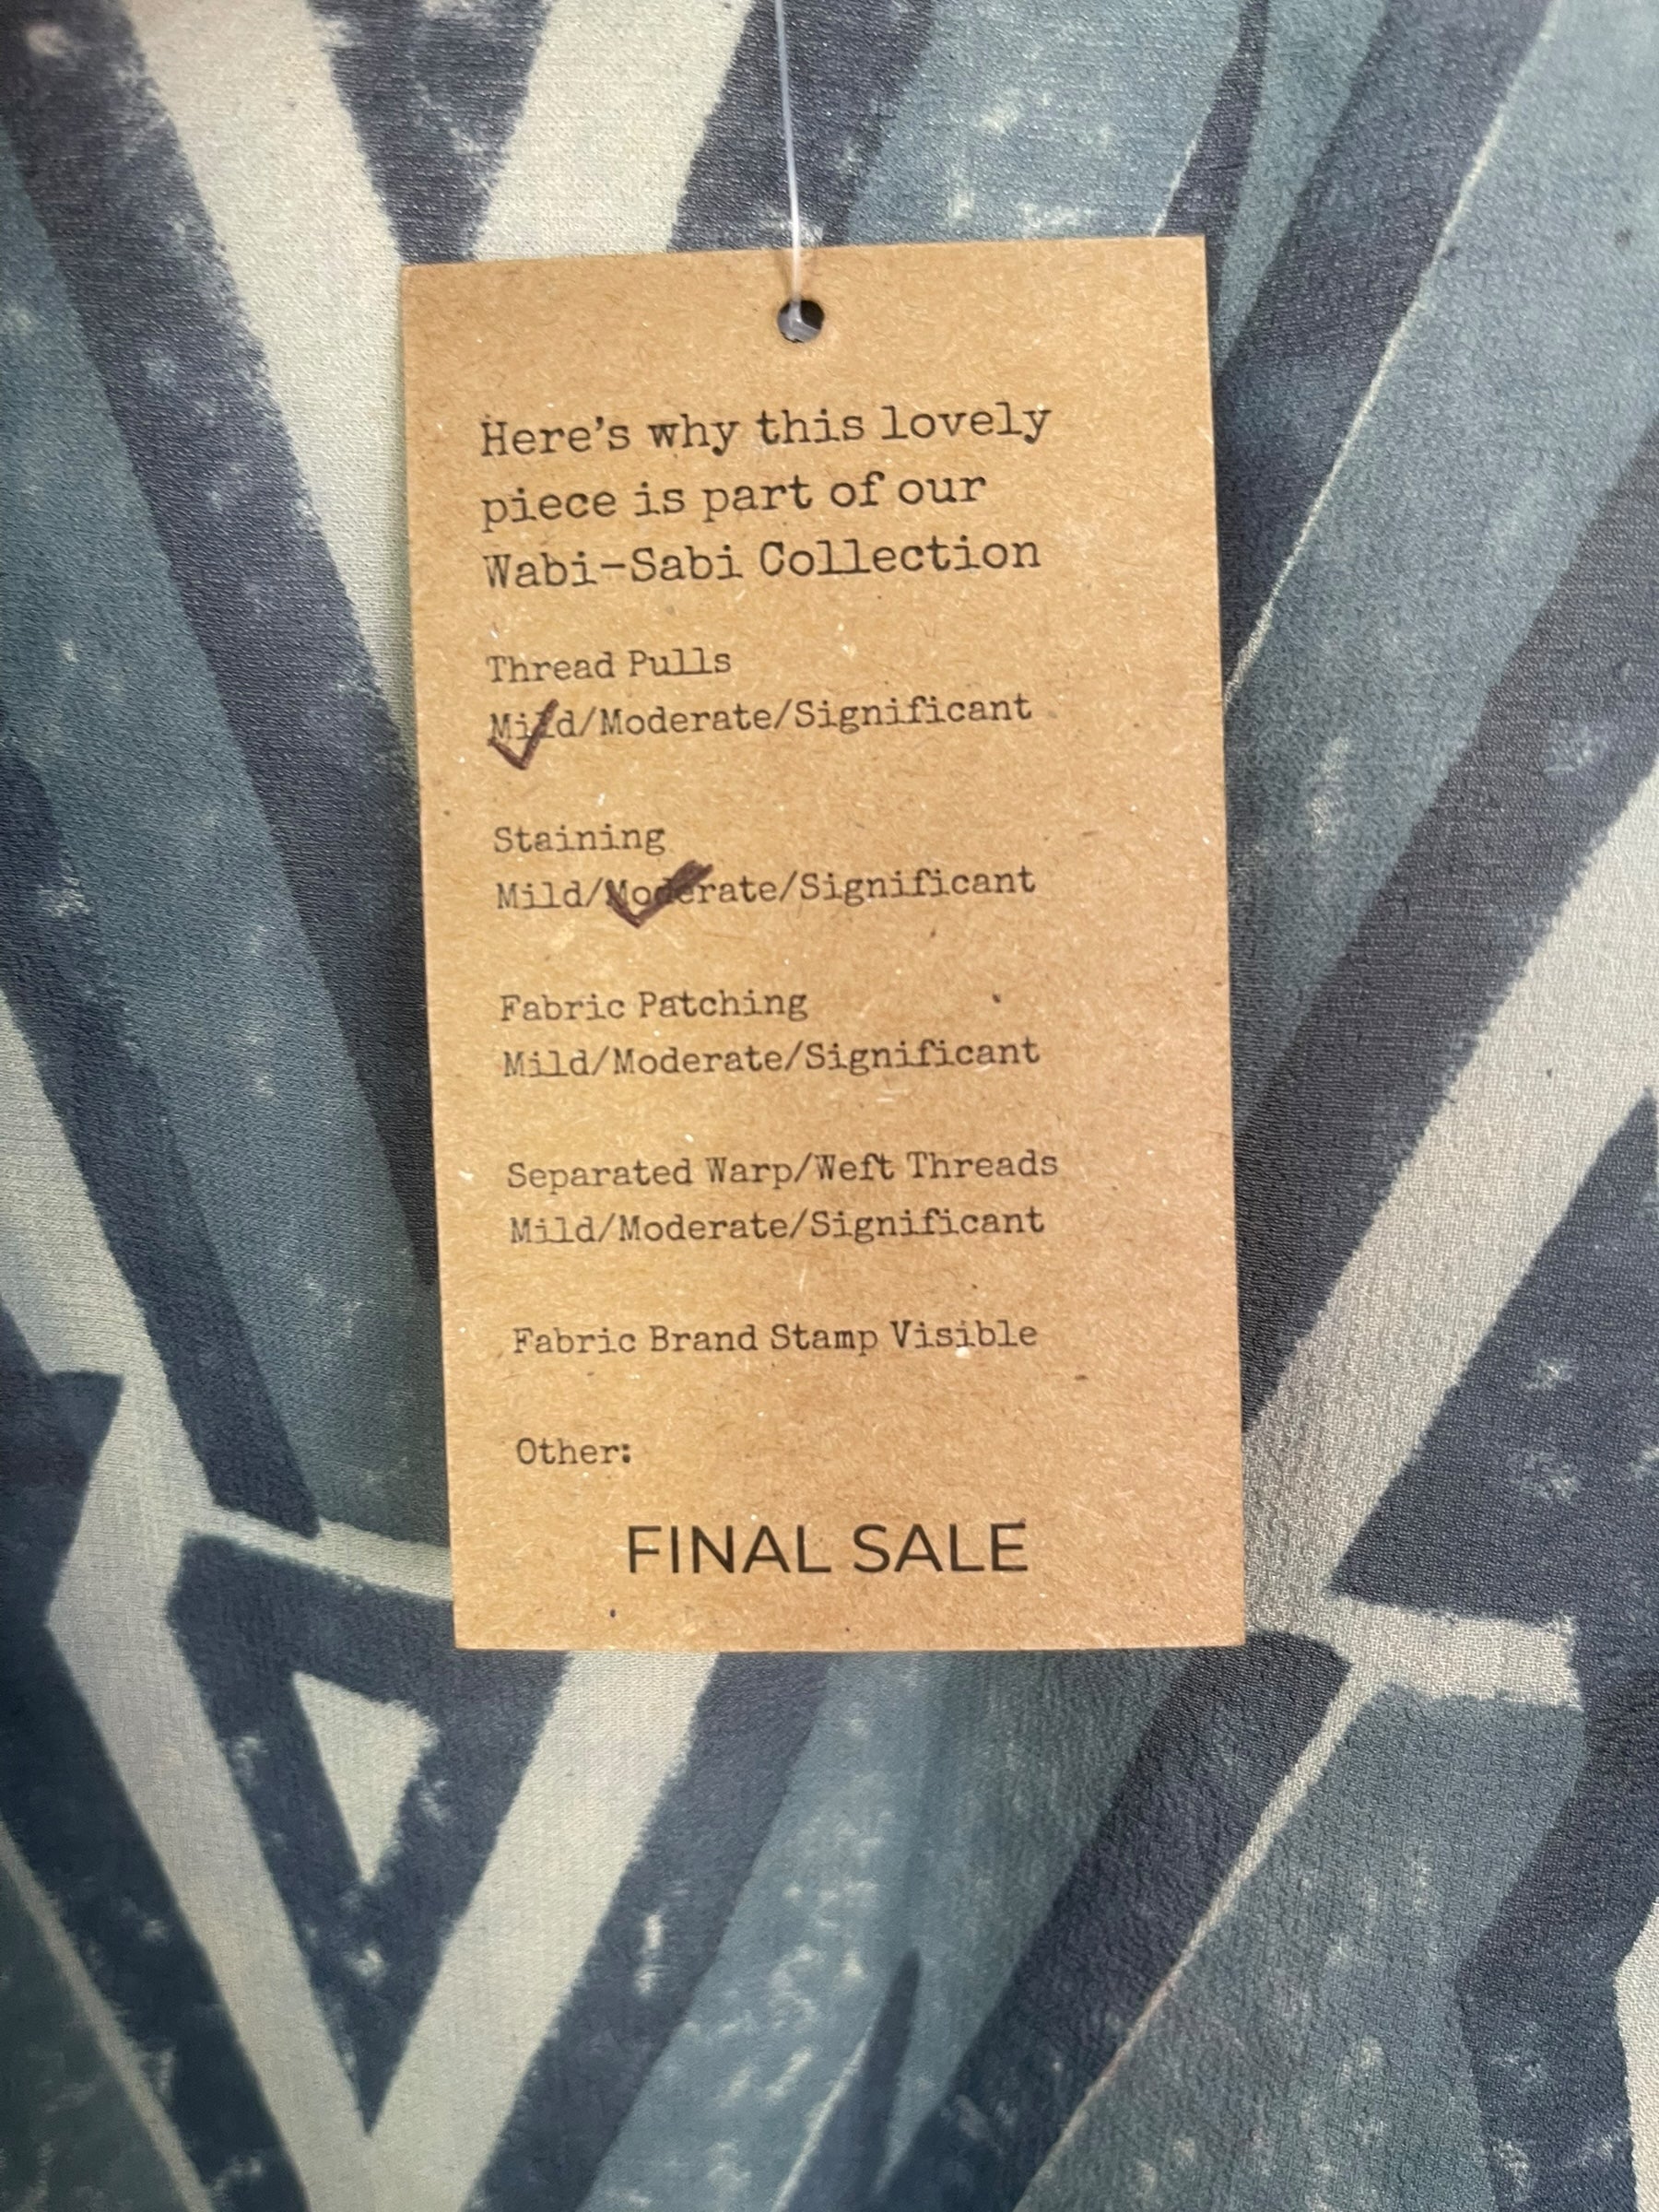 Here's why this lovely
piece is part of our
Wabi-Sabi Collection
Thread Pulls
Mild/Moderate/Significant
Staining
Mild/Moderate/Significant
Fabric Patching
Mild/Moderate/Significant
Separated Warp/Weft Threads
Mild/Moderate/Significant
Fabric Brand Stamp Visible
Other:
FINAL SALE